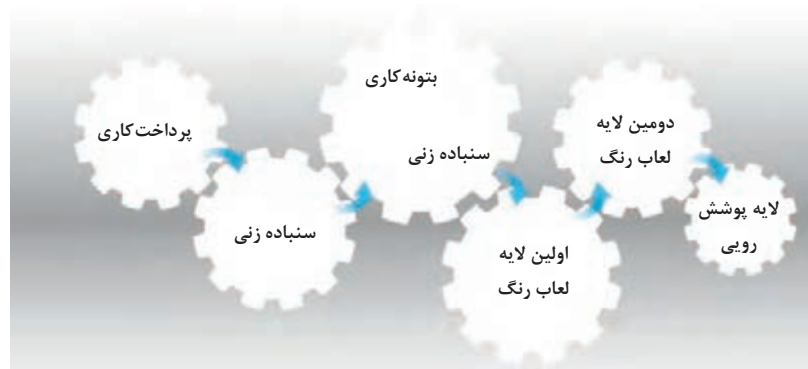 پرداخت‌کاری
سنباده زنی
بتونه‌کاری
سنباده زنی
اولین لایه
لعاب رنگ
دومین لایه
لعاب رنگ
لایه پوشش
رویی